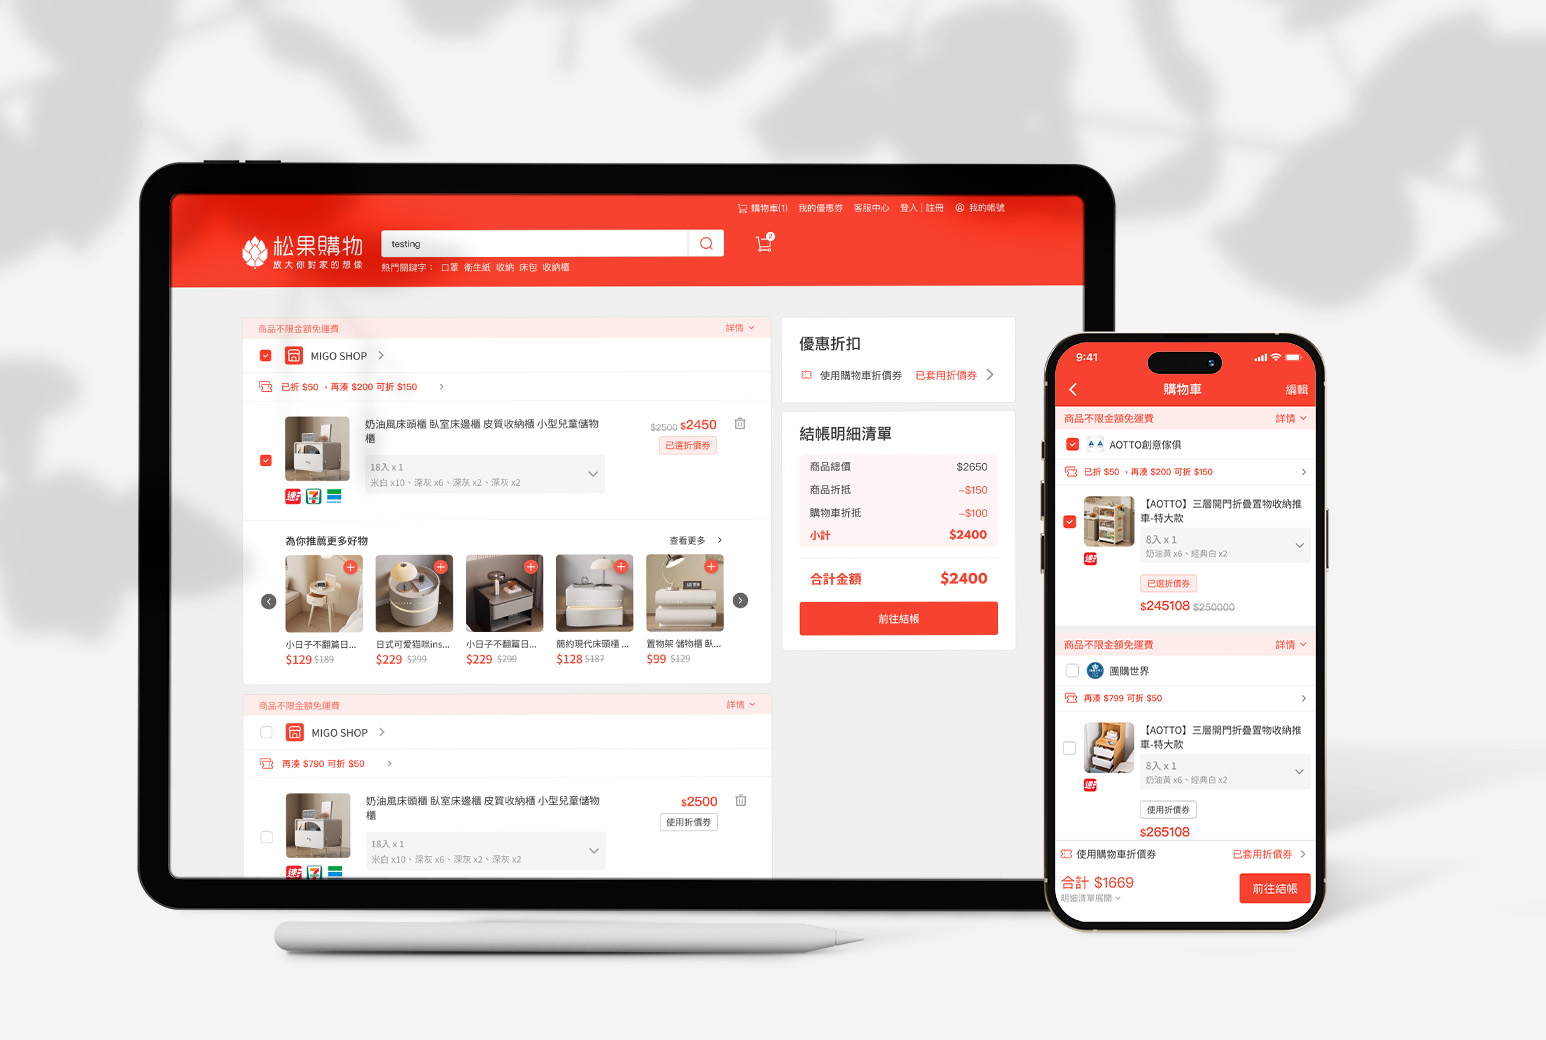 購物車(1) 我的優惠券 客服中心 登入 | 註冊 我的帳號
松果購物
放大你對家的想像
testing
2
熱門關鍵字： 口罩 衛生紙 收納 床包 收納櫃
商品不限金額免運費 詳情
MIGO SHOP
已折 $50 ，再湊 $200 可折 $150
奶油風床頭櫃 臥室床邊櫃 皮質收納櫃 小型兒童儲物
櫃
$2500 $2450
已選折價券
18入 x 1
米白 x10、深灰 x6、深灰 x2、深灰 x2
為你推薦更多好物 查看更多
小日子不翻篇日...
$129 $189
日式可愛貓咪ins...
$229 $299
小日子不翻篇日...
$229 $299
簡約現代床頭櫃 ...
$128 $187
置物架 儲物櫃 臥...
$99 $129
商品不限金額免運費 詳情
MIGO SHOP
再湊 $790 可折 $50
奶油風床頭櫃 臥室床邊櫃 皮質收納櫃 小型兒童儲物
櫃
$2500
使用折價券
18入 x 1
米白 x10、深灰 x6、深灰 x2、深灰 x2
優惠折扣
使用購物車折價券 已套用折價券
結帳明細清單
商品總價 $2650
商品折抵 –$150
購物車折抵 –$100
小計 $2400
合計金額 $2400
前往結帳
9:41
購物車 編輯
商品不限金額免運費 詳情
AOTTO創意傢俱
已折 $50 ，再湊 $200 可折 $150
【AOTTO】三層開門折疊置物收納推
車-特大款
8入 x 1
奶油黃 x6、經典白 x2
已選折價券
$245108 $250000
商品不限金額免運費 詳情
團購世界
再湊 $799 可折 $50
【AOTTO】三層開門折疊置物收納推
車-特大款
8入 x 1
奶油黃 x6、經典白 x2
使用折價券
$265108
使用購物車折價券 已套用折價券
合計 $1669
明細清單展開
前往結帳